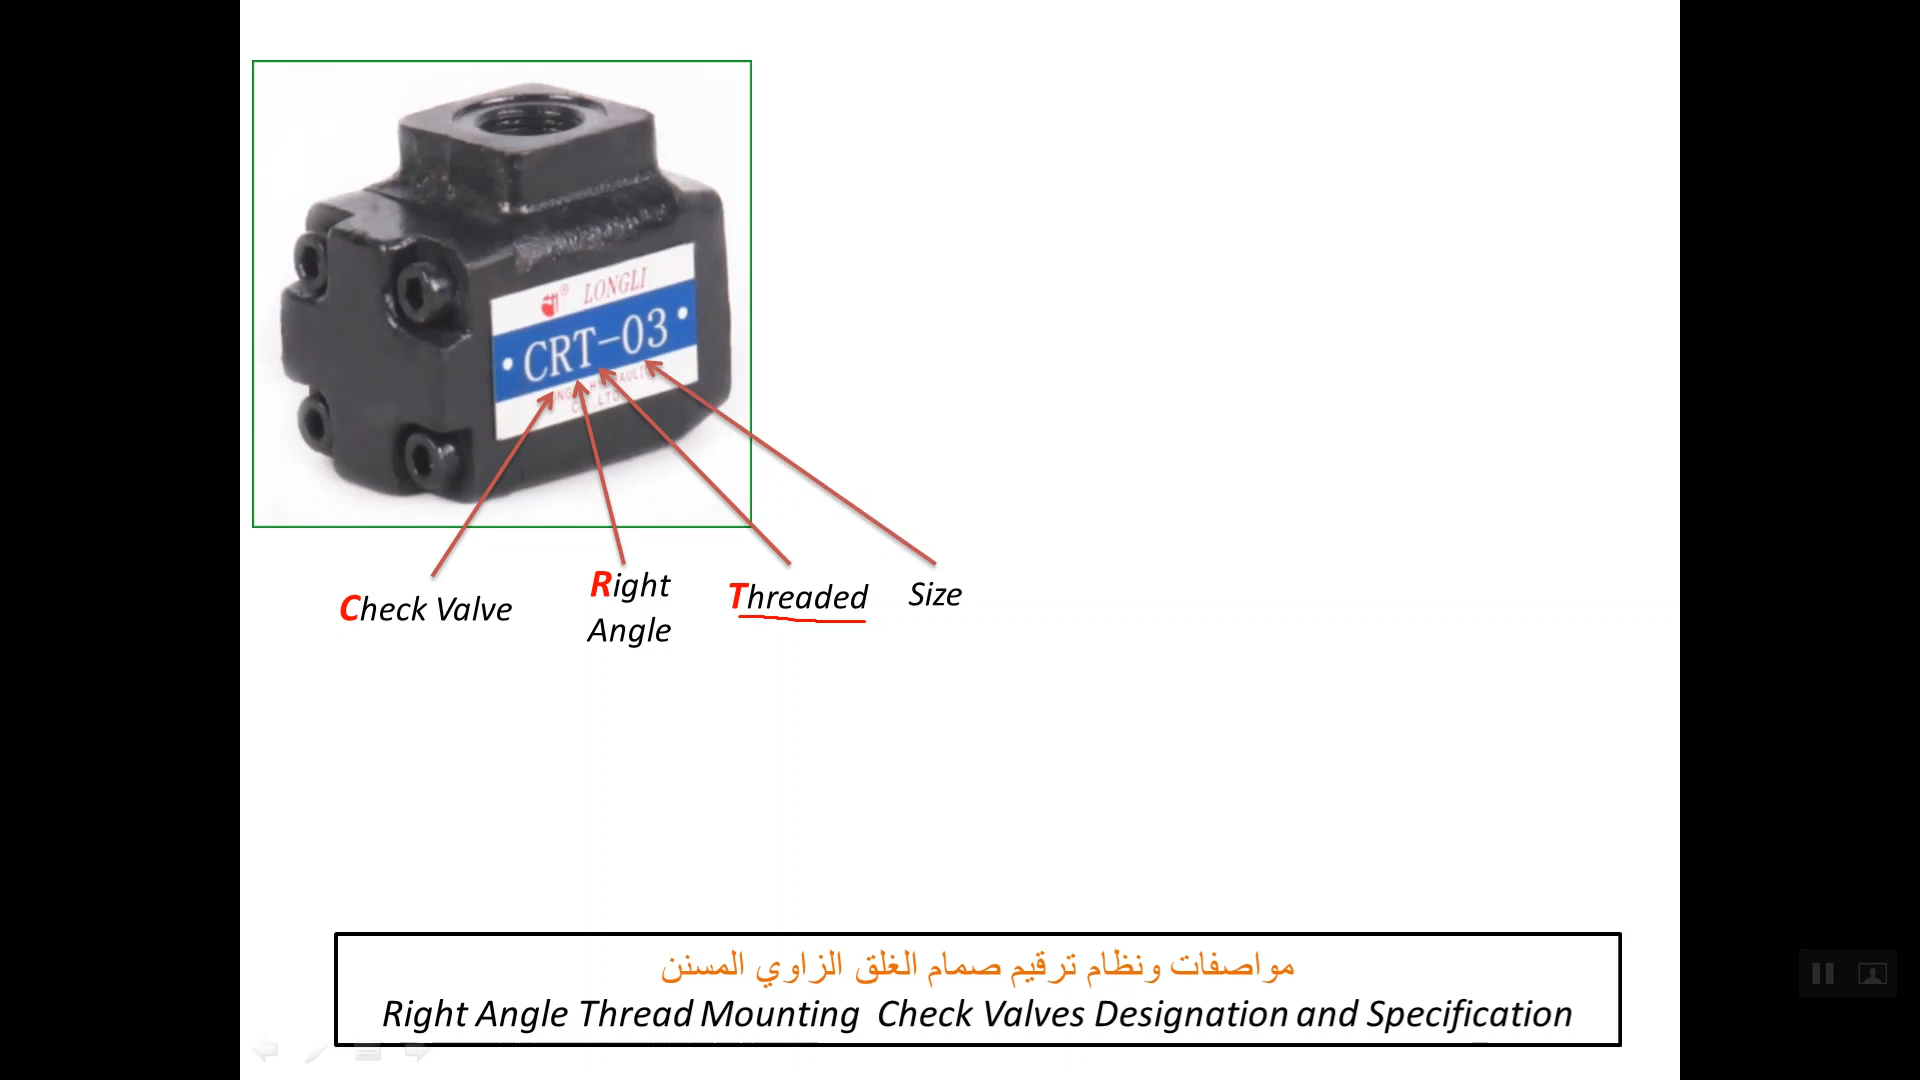 ® LONGLI
CRT-03
Check Valve
Right
Angle
Threaded
Size
مواصفات ونظام ترقيم صمام الغلق الزاوي المسنن
Right Angle Thread Mounting Check Valves Designation and Specification